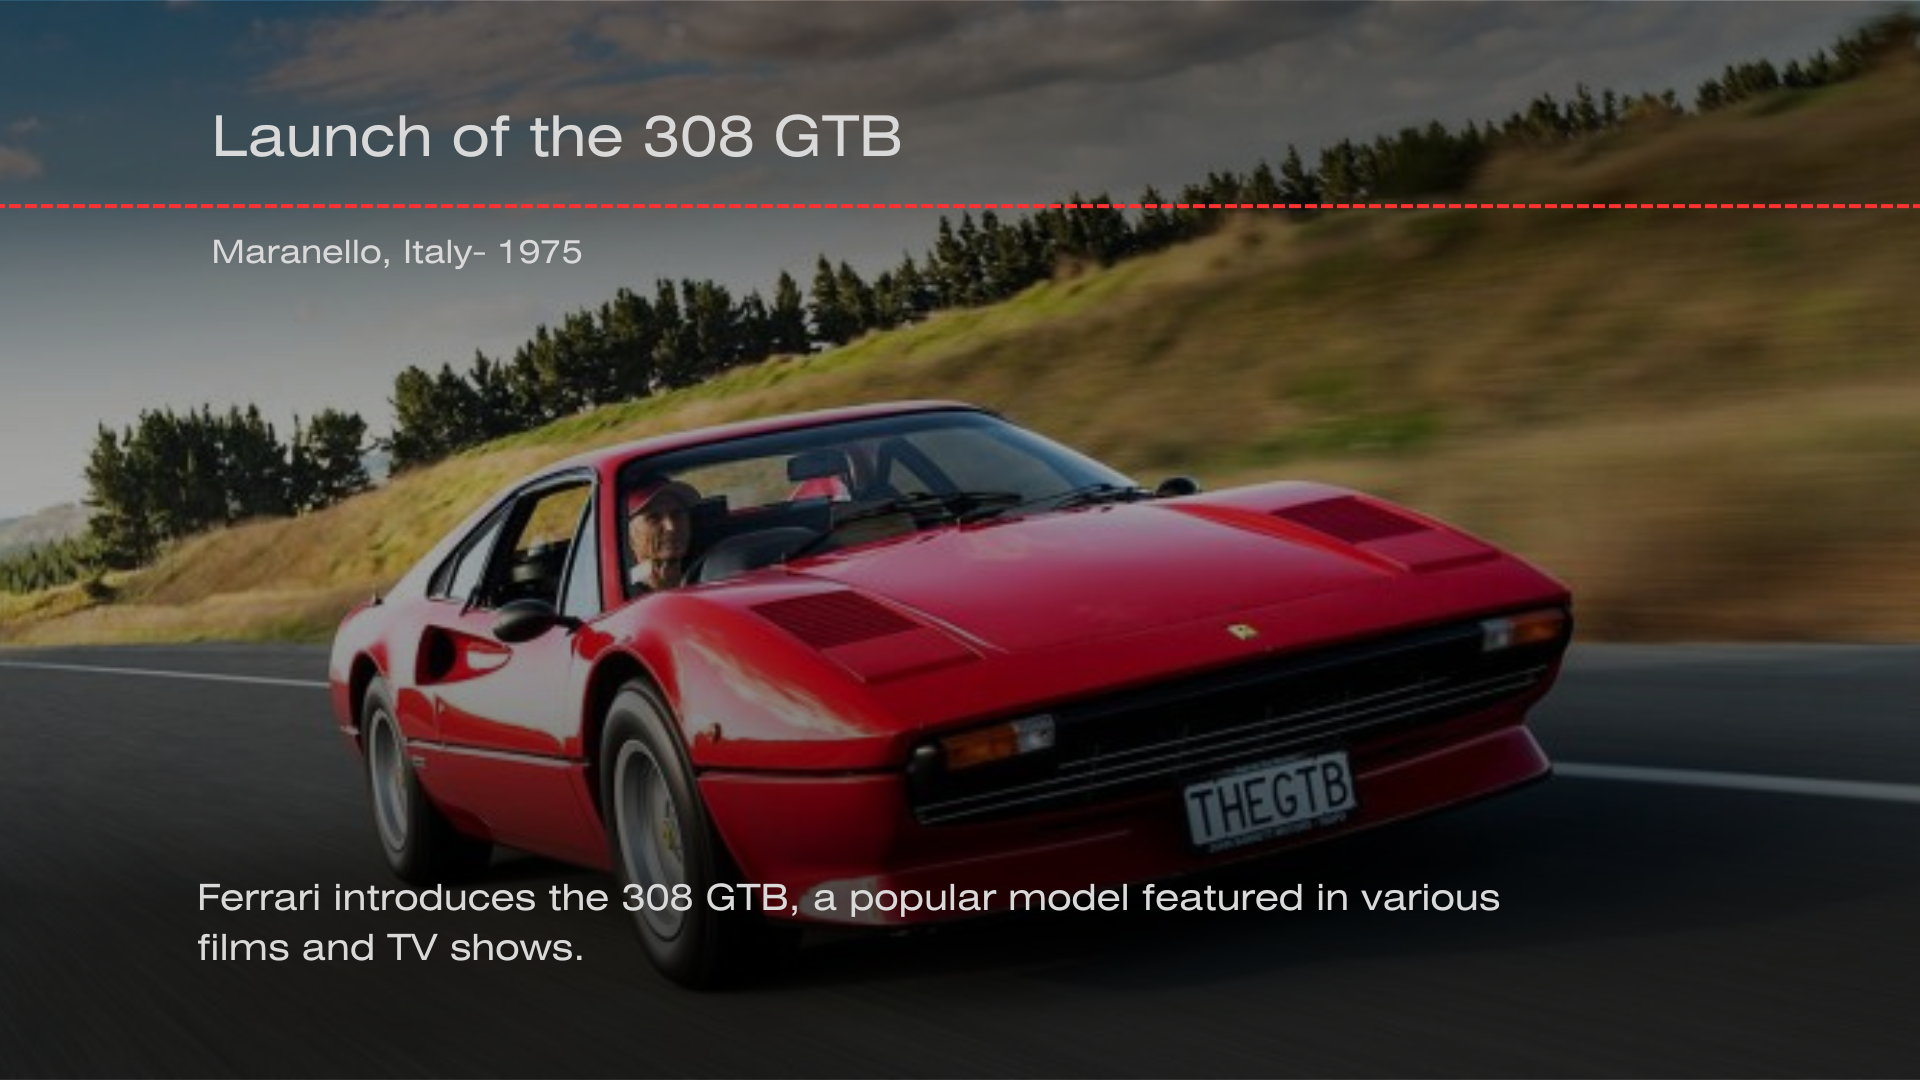 Launch of the 308 GTB
Maranello, Italy- 1975
THEGTB
Ferrari introduces the 308 GTB, a popular model featured in various
films and TV shows.